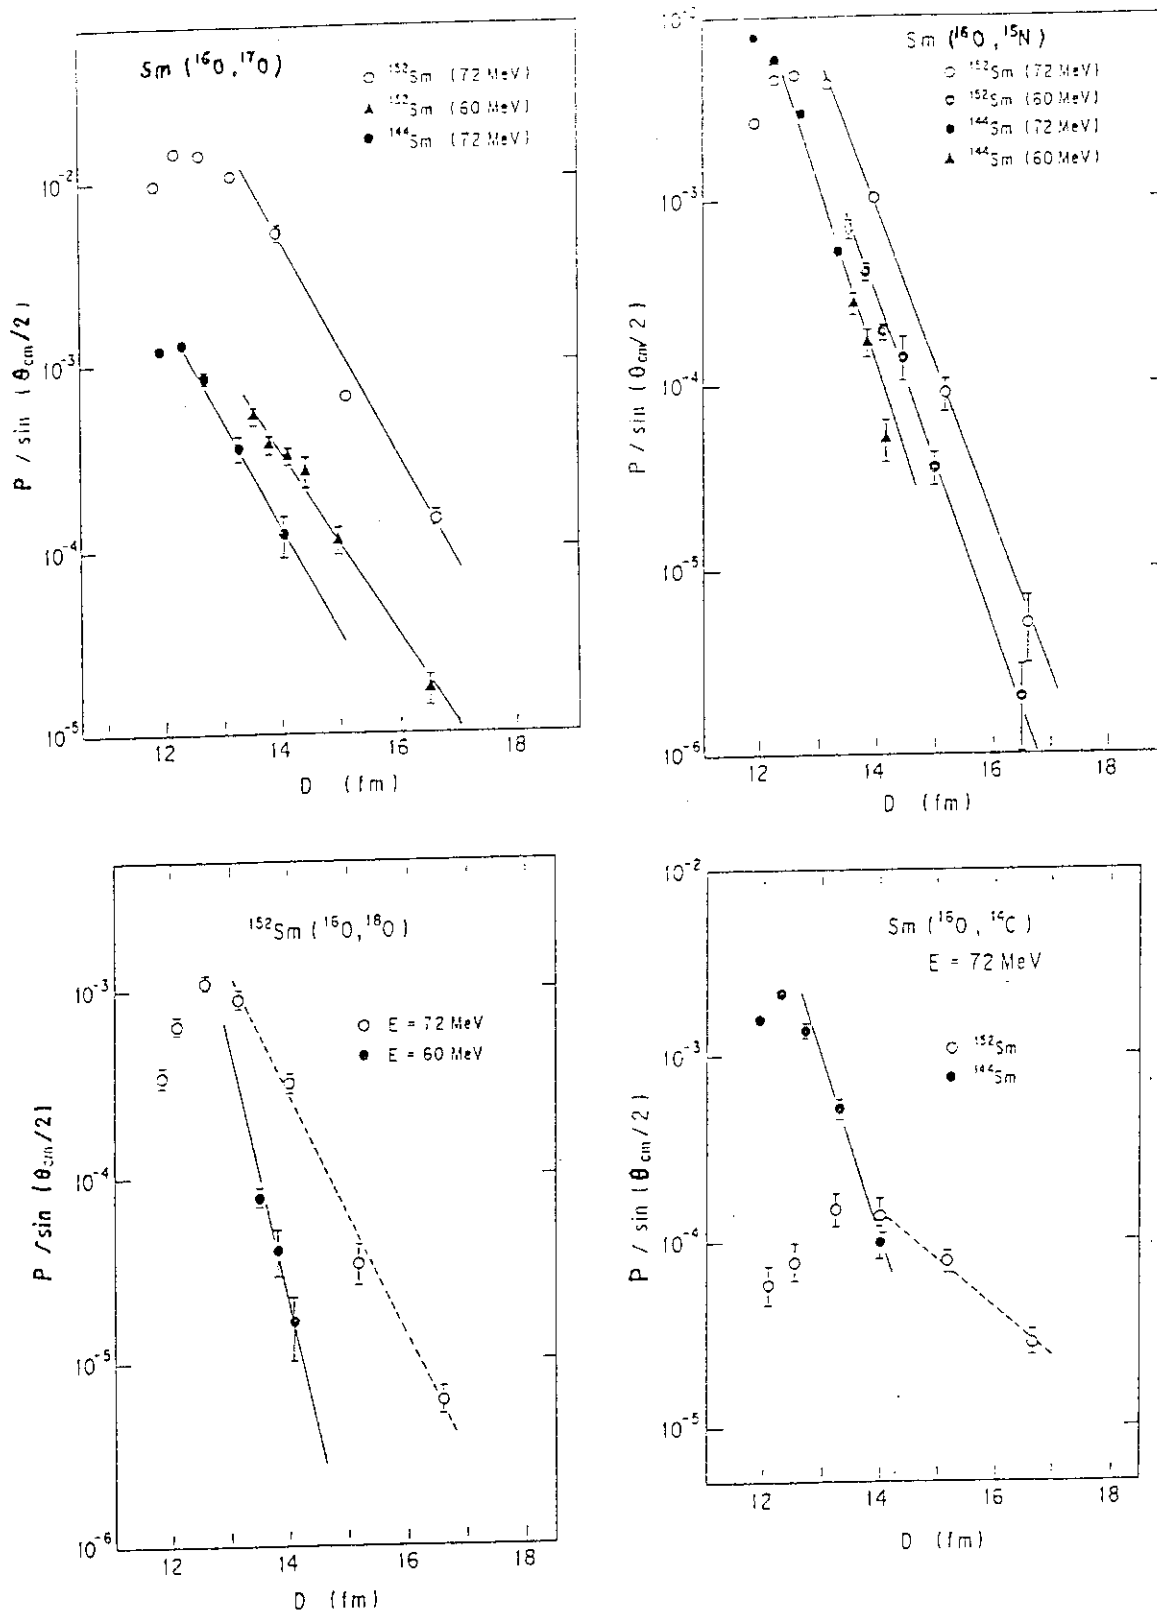 Sm (¹⁶O, ¹⁷O)
○ ¹⁵²Sm (72 MeV)
▲ ¹⁵²Sm (60 MeV)
● ¹⁴⁴Sm (72 MeV)
10⁻²
10⁻³
10⁻⁴
10⁻⁵
P / sin (θcm/2)
12 14 16 18
D (fm)
Sm (¹⁶O, ¹⁵N)
○ ¹⁵²Sm (72 MeV)
¹⁵²Sm (60 MeV)
● ¹⁴⁴Sm (72 MeV)
▲ ¹⁴⁴Sm (60 MeV)
10⁻²
10⁻³
10⁻⁴
10⁻⁵
10⁻⁶
P / sin (θcm/2)
12 14 16 18
D (fm)
¹⁵²Sm (¹⁶O, ¹⁸O)
○ E = 72 MeV
● E = 60 MeV
10⁻³
10⁻⁴
10⁻⁵
10⁻⁶
P / sin (θcm/2)
12 14 16 18
D (fm)
Sm (¹⁶O, ¹⁴C)
E = 72 MeV
○ ¹⁵²Sm
● ¹⁴⁴Sm
10⁻²
10⁻³
10⁻⁴
10⁻⁵
P / sin (θcm/2)
12 14 16 18
D (fm)